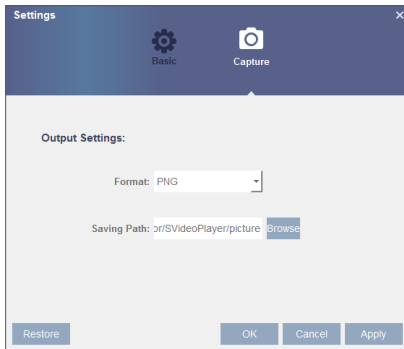 Settings
Basic
Capture
Output Settings:
Format: PNG
Saving Path: or/SVideoPlayer/picture Browse
Restore OK Cancel Apply